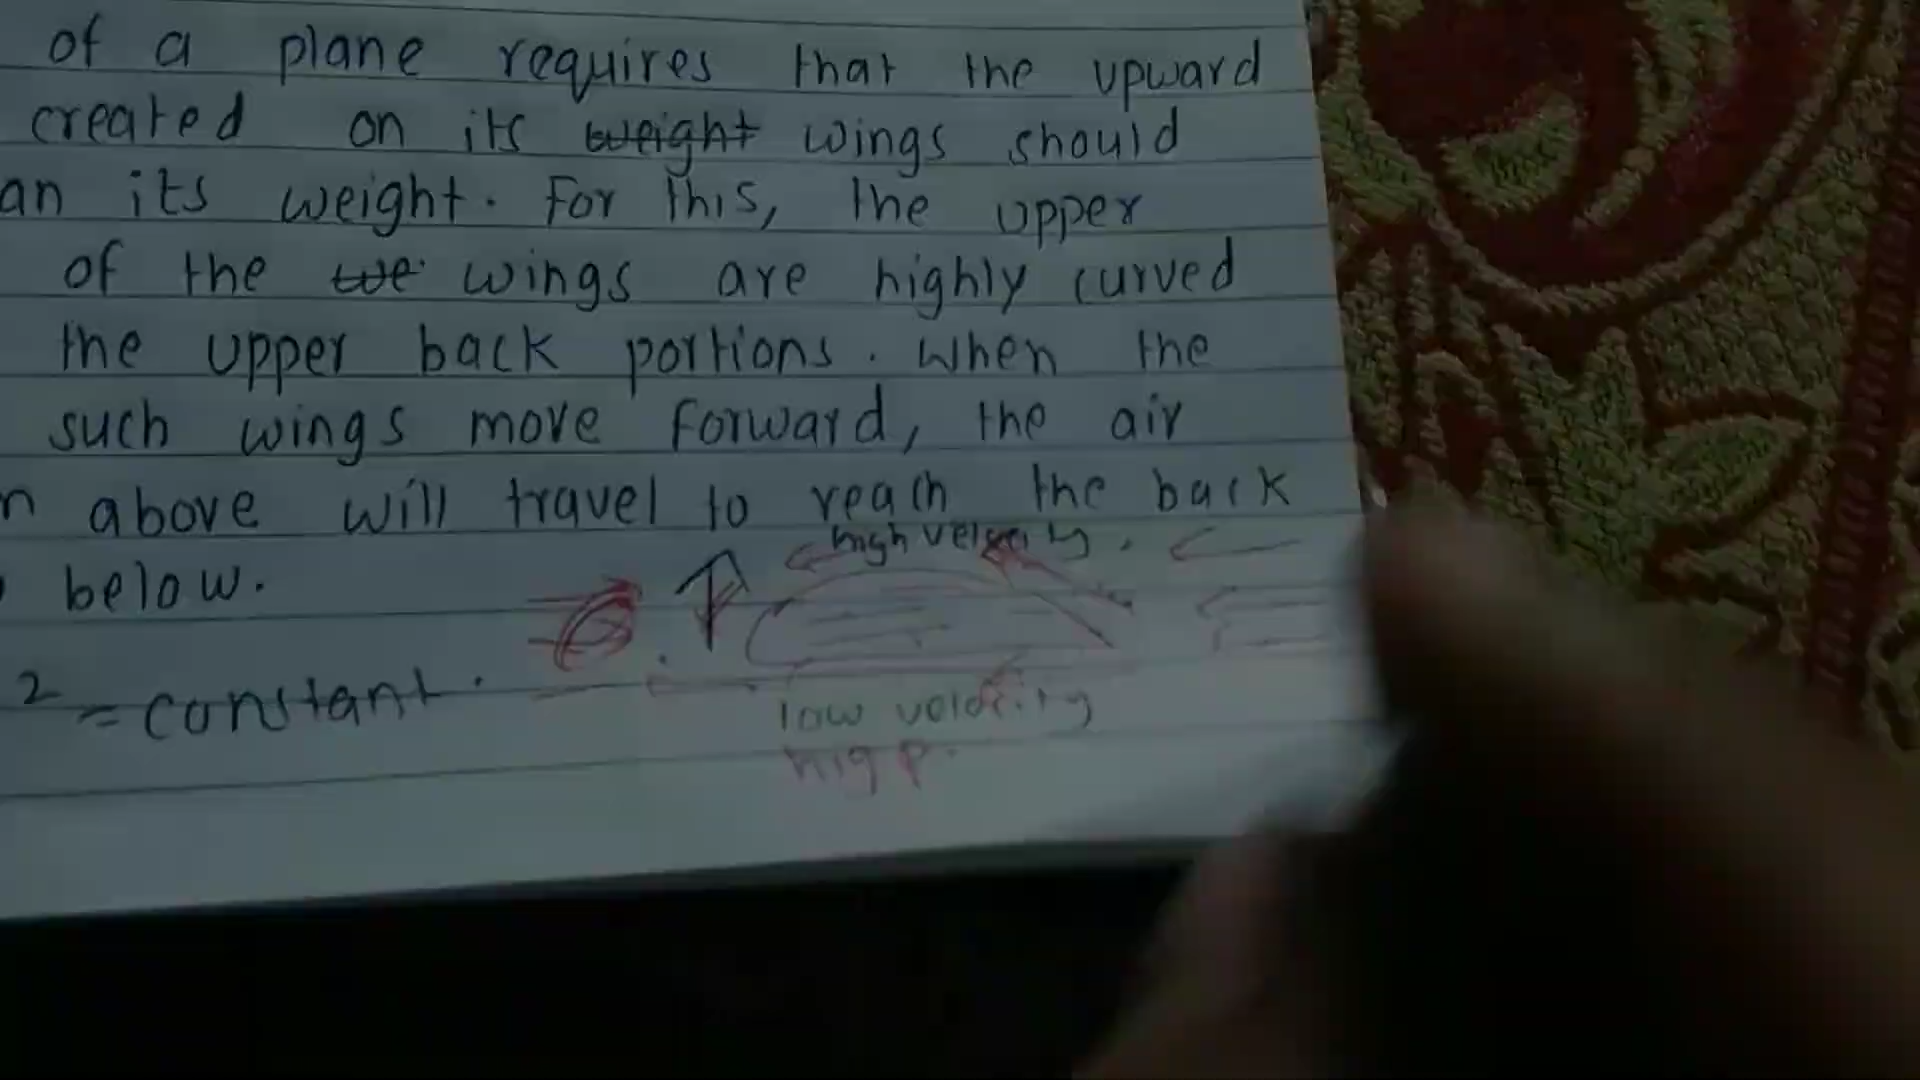 of a plane requires that the upward
created on its weight wings should
an its weight. For this, the upper
of the we wings are highly curved
the upper back portions. When the
such wings move forward, the air
n above will travel to reach the back
high velocity.
below.
2 = constant.
low velocity
hig p.